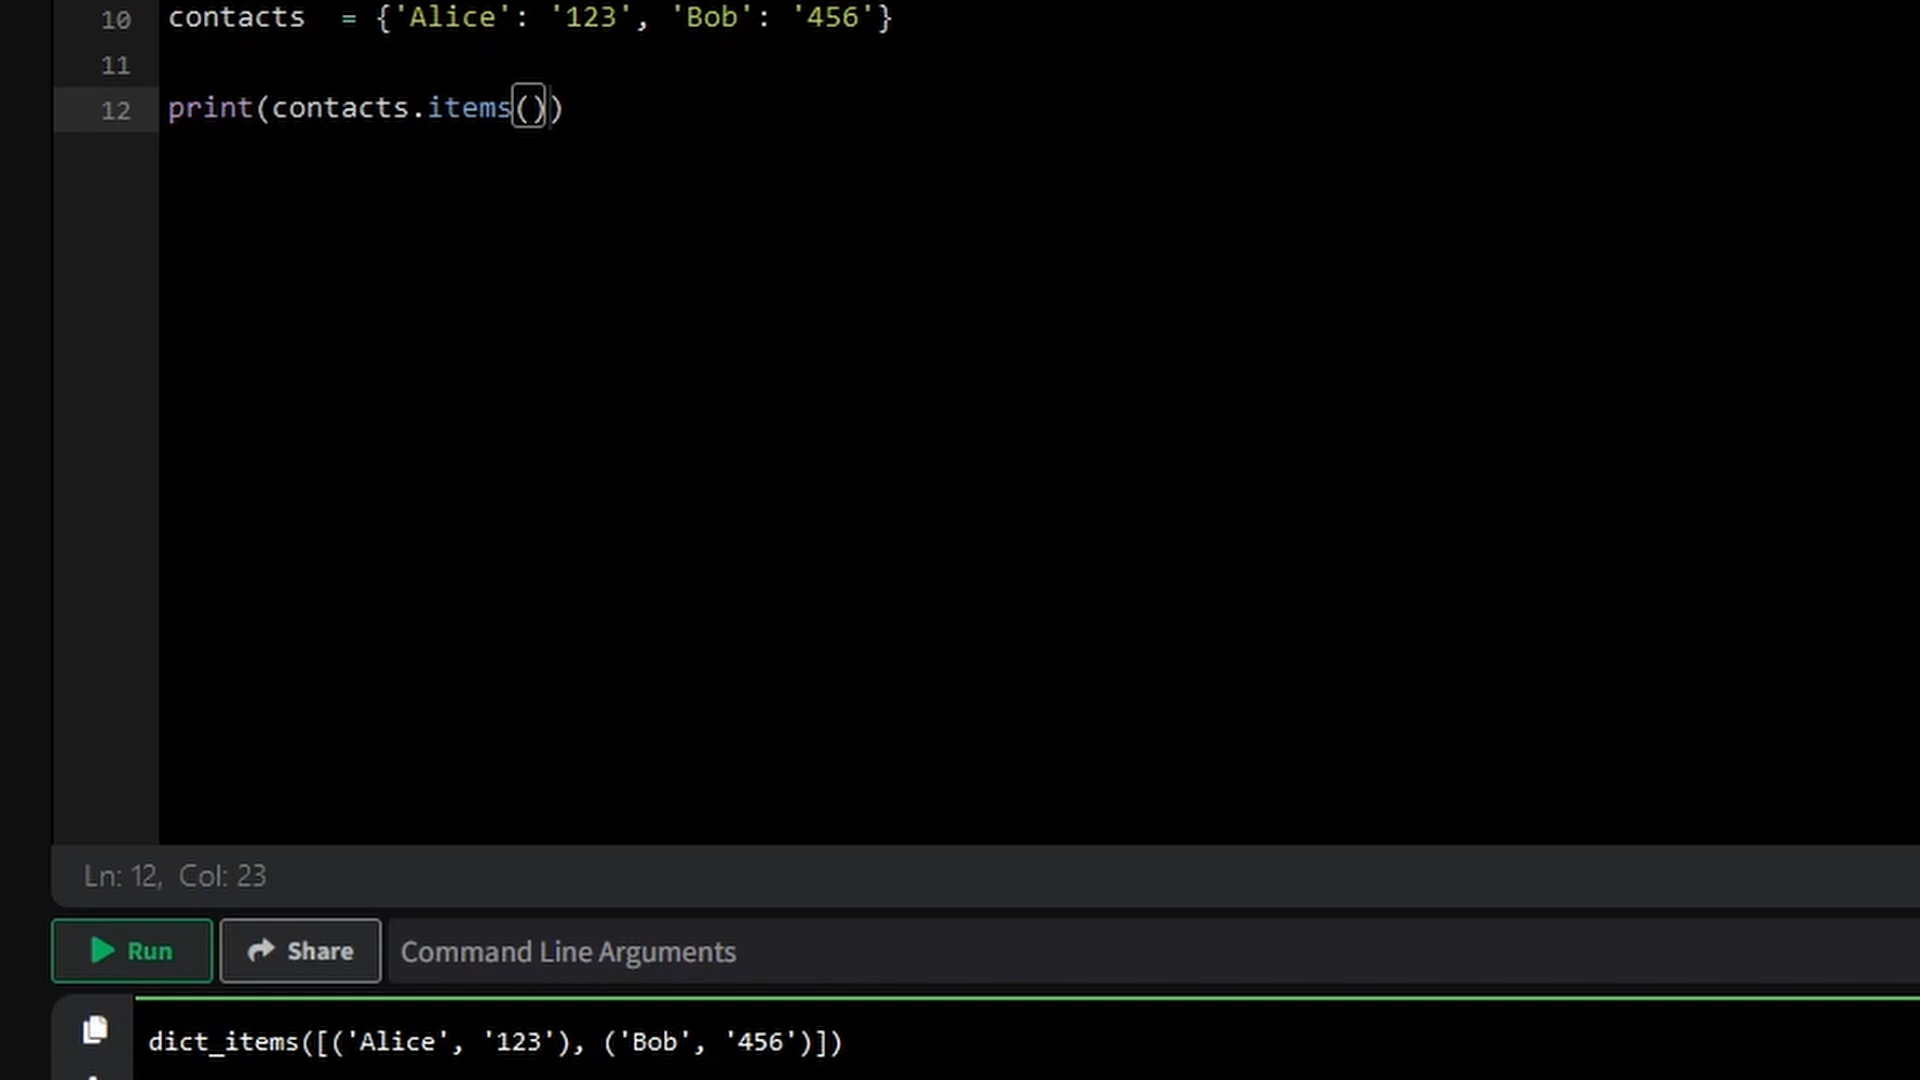 10 contacts  = {'Alice': '123', 'Bob': '456'}
11
12 print(contacts.items())
Ln: 12, Col: 23
Run Share Command Line Arguments
dict_items([('Alice', '123'), ('Bob', '456')])